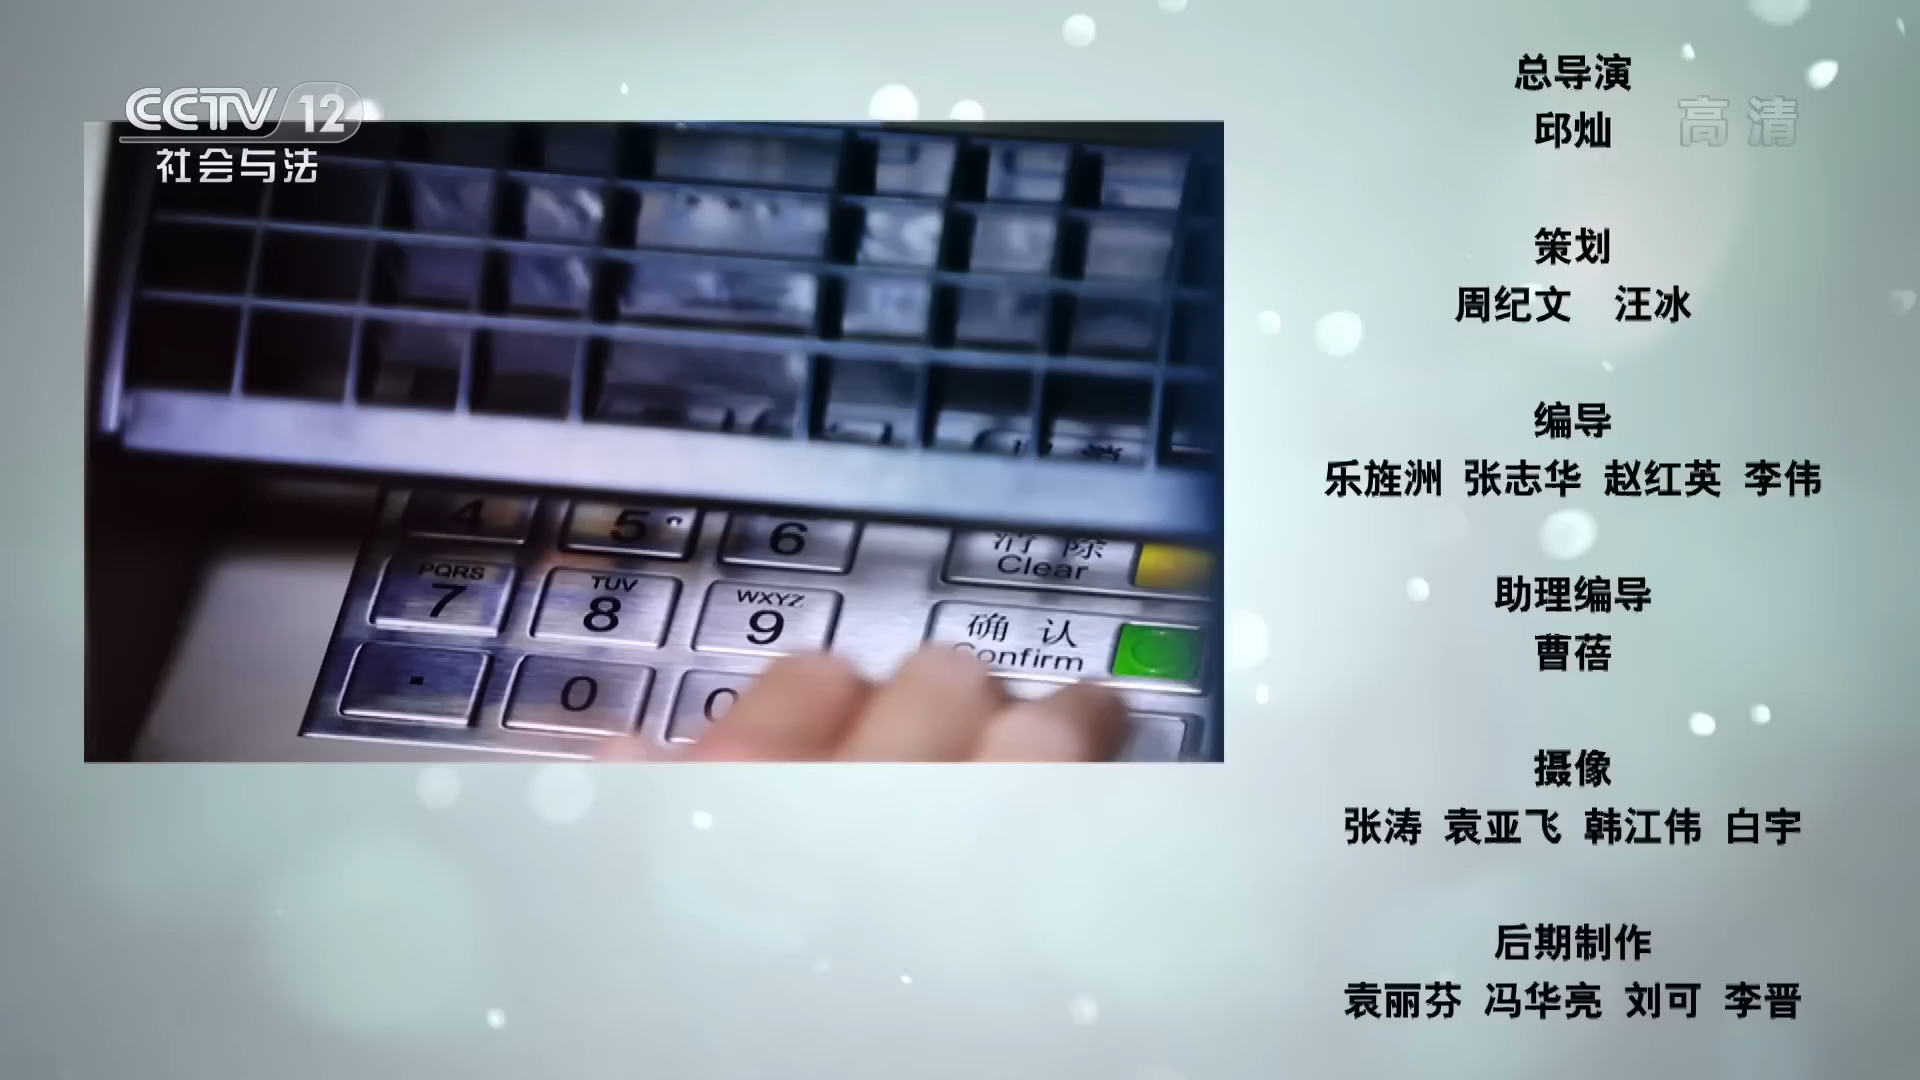 CCTV 12
社会与法
高清
4
5
6
清 除
Clear
PQRS
7
TUV
8
WXYZ
9
确 认
Confirm
.
0
总导演
邱灿
策划
周纪文 汪冰
编导
乐旌洲 张志华 赵红英 李伟
助理编导
曹蓓
摄像
张涛 袁亚飞 韩江伟 白宇
后期制作
袁丽芬 冯华亮 刘可 李晋